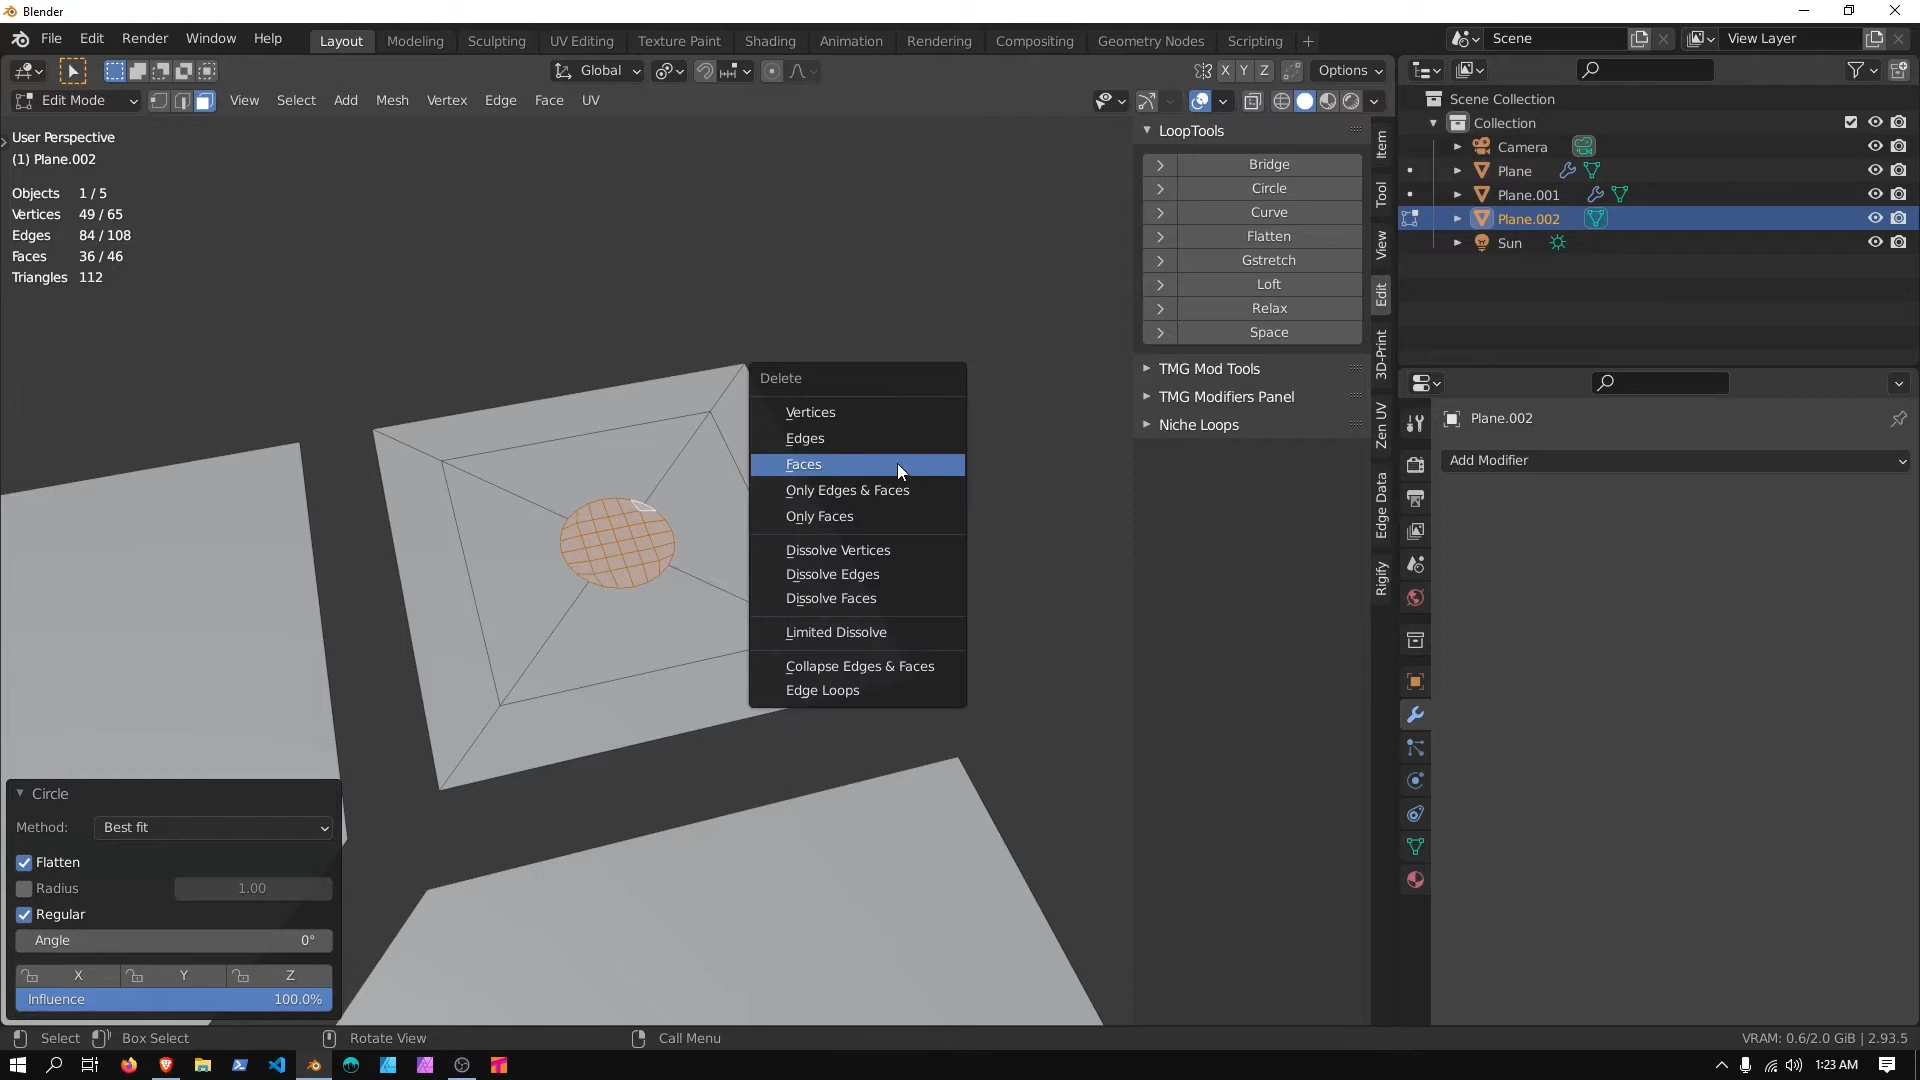 Blender
File Edit Render Window Help
Layout Modeling Sculpting UV Editing Texture Paint Shading Animation Rendering Compositing Geometry Nodes Scripting +
Scene
View Layer
Global
X Y Z Options
Edit Mode View Select Add Mesh Vertex Edge Face UV
User Perspective
(1) Plane.002
Objects 1 / 5
Vertices 49 / 65
Edges 84 / 108
Faces 36 / 46
Triangles 112
LoopTools
Bridge
Circle
Curve
Flatten
Gstretch
Loft
Relax
Space
TMG Mod Tools
TMG Modifiers Panel
Niche Loops
Item
Tool
View
Edit
3D-Print
Zen UV
Edge Data
Rigify
Scene Collection
Collection
Camera
Plane
Plane.001
Plane.002
Sun
Plane.002
Add Modifier
Delete
Vertices
Edges
Faces
Only Edges & Faces
Only Faces
Dissolve Vertices
Dissolve Edges
Dissolve Faces
Limited Dissolve
Collapse Edges & Faces
Edge Loops
Circle
Method: Best fit
Flatten
Radius 1.00
Regular
Angle 0°
X Y Z
Influence 100.0%
Select Box Select Rotate View Call Menu
VRAM: 0.6/2.0 GiB | 2.93.5
1:23 AM